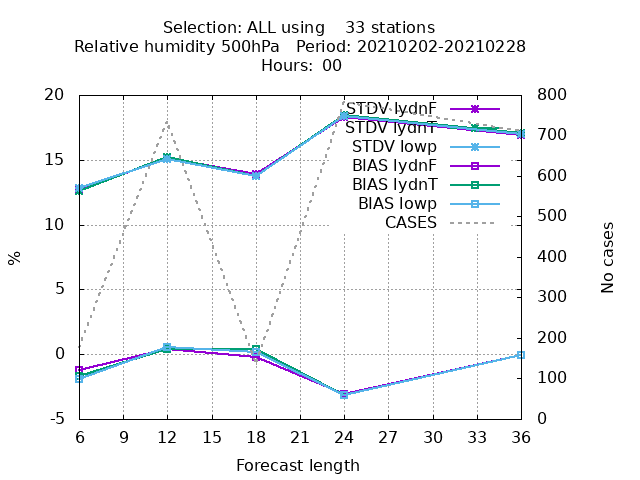 Selection: ALL using 33 stations
Relative humidity 500hPa Period: 20210202-20210228
Hours: 00
20
15
10
5
0
-5
%
800
700
600
500
400
300
200
100
0
No cases
STDV lydnF
STDV lydnT
STDV lowp
BIAS lydnF
BIAS lydnT
BIAS lowp
CASES
6 9 12 15 18 21 24 27 30 33 36
Forecast length